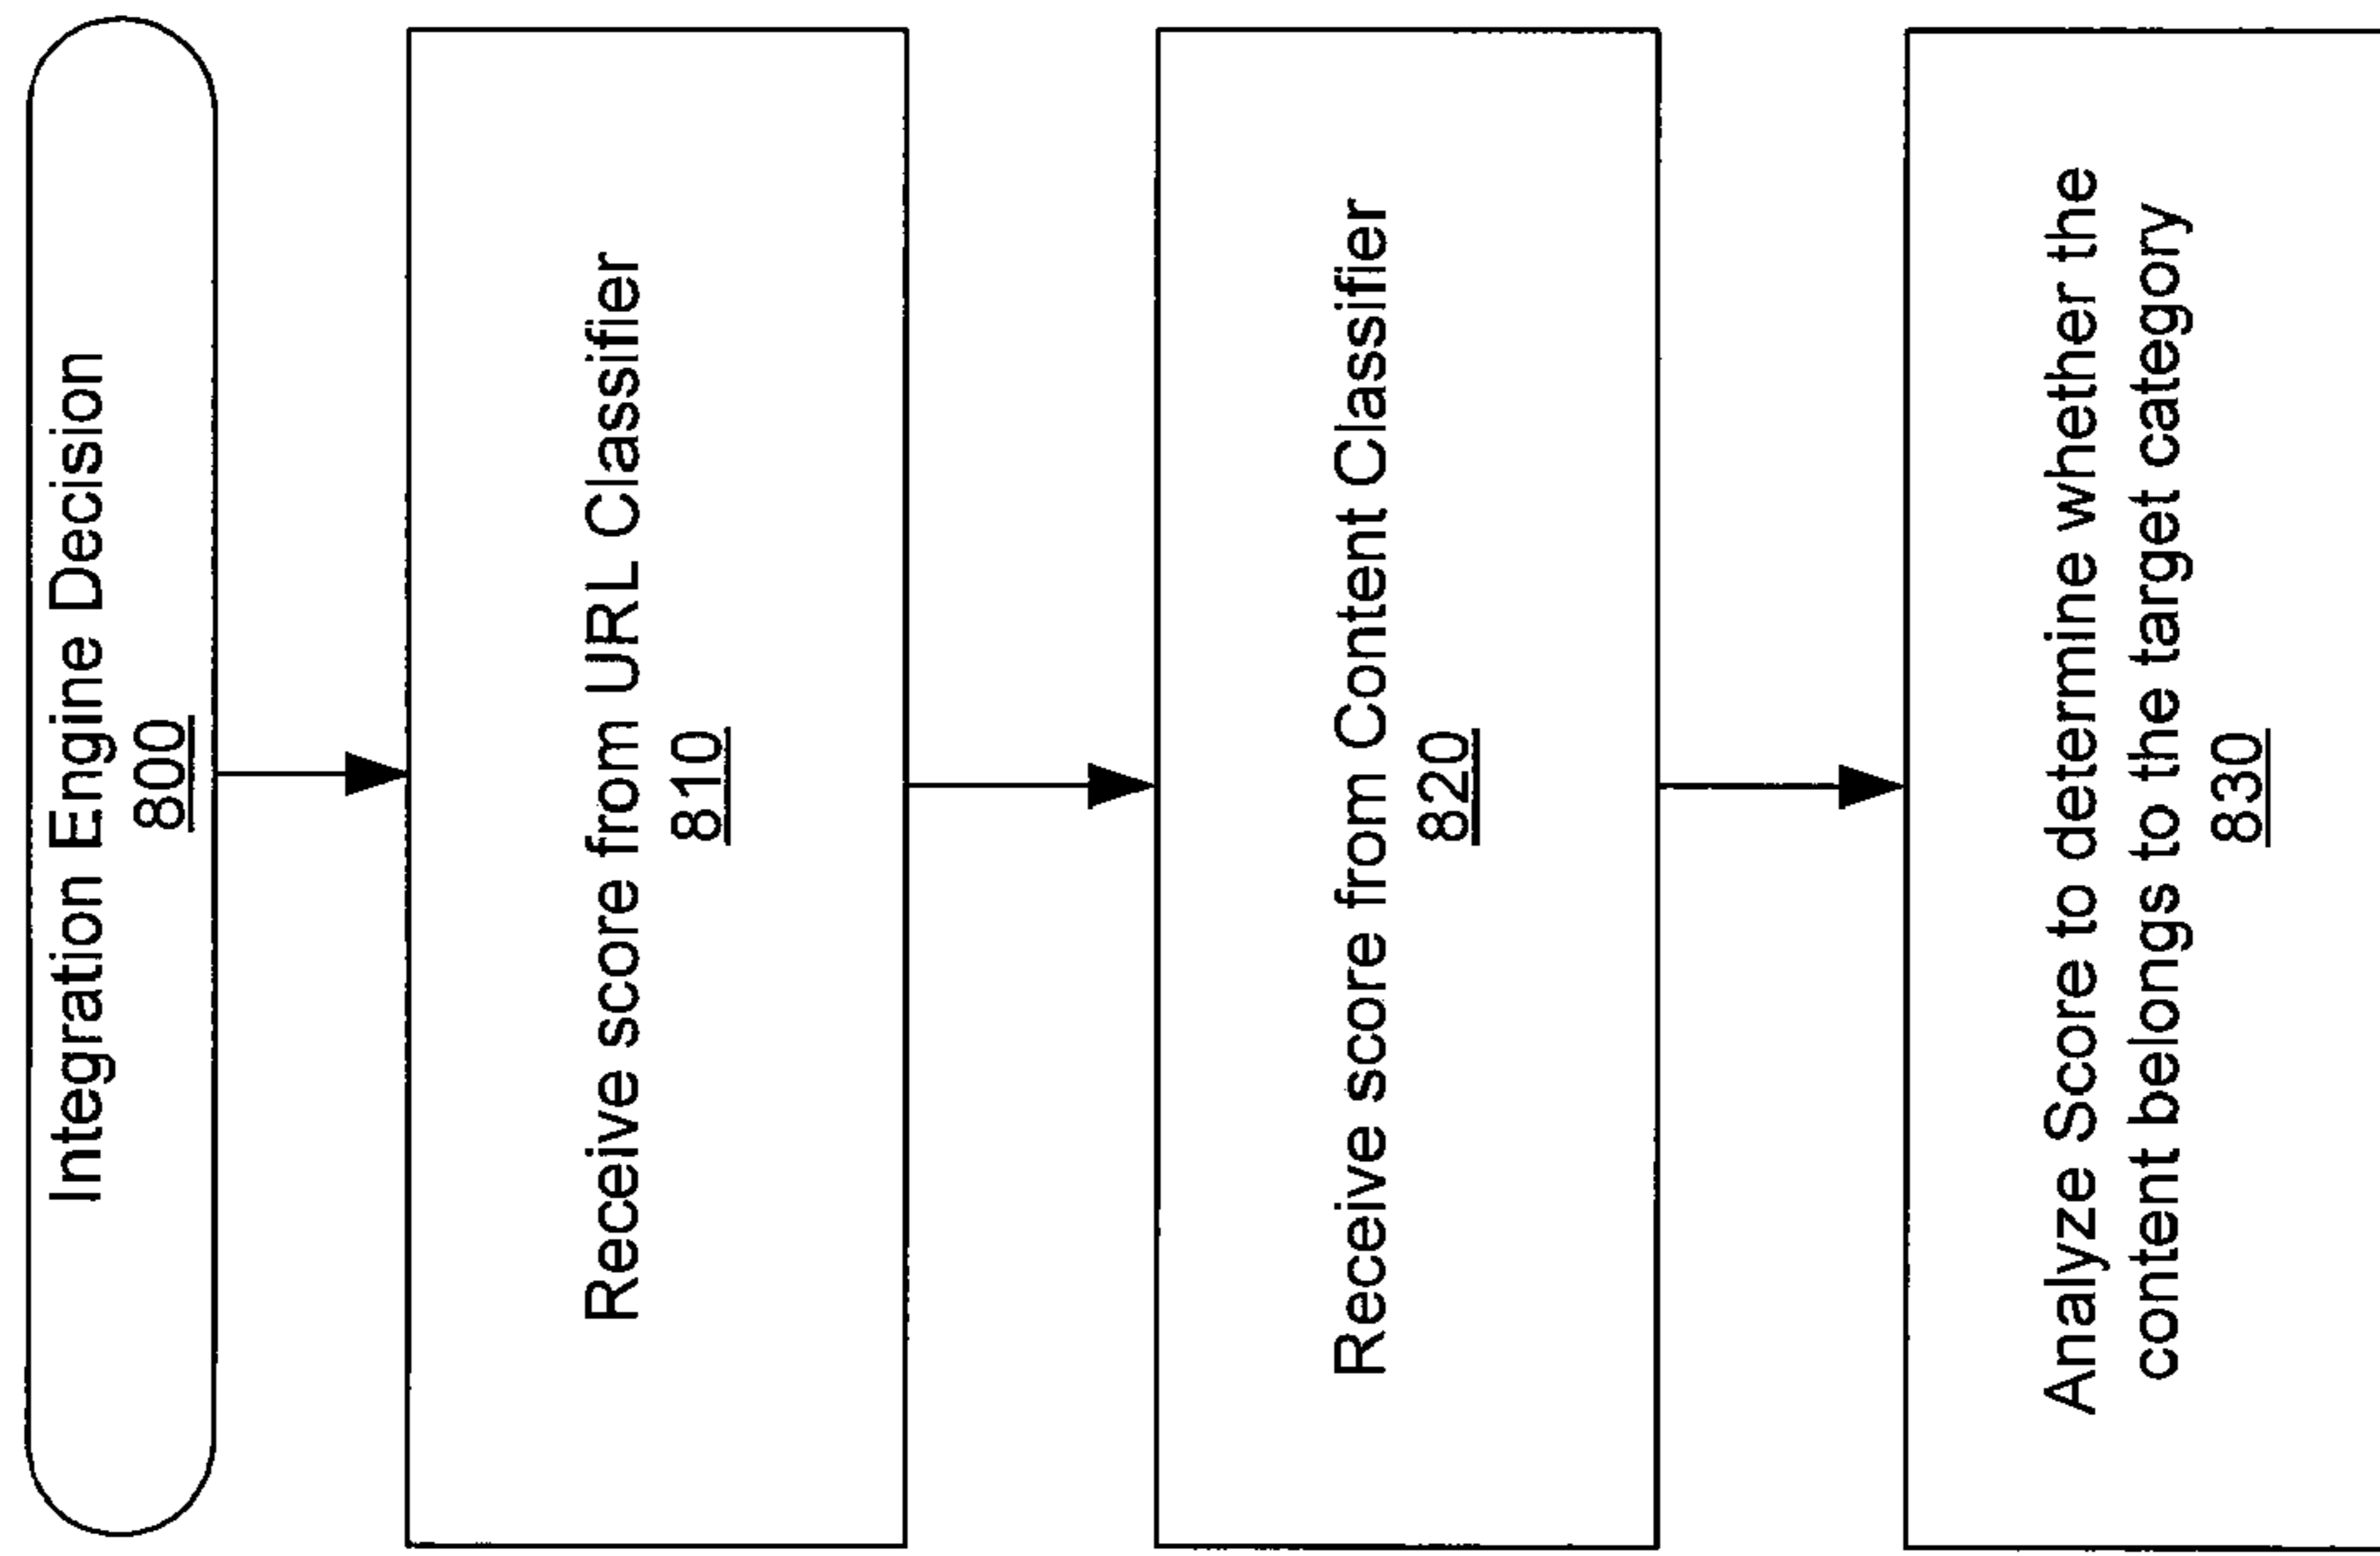 Integration Engine Decision
800
Receive score from URL Classifier
810
Receive score from Content Classifier
820
Analyze Score to determine whether the
content belongs to the target category
830